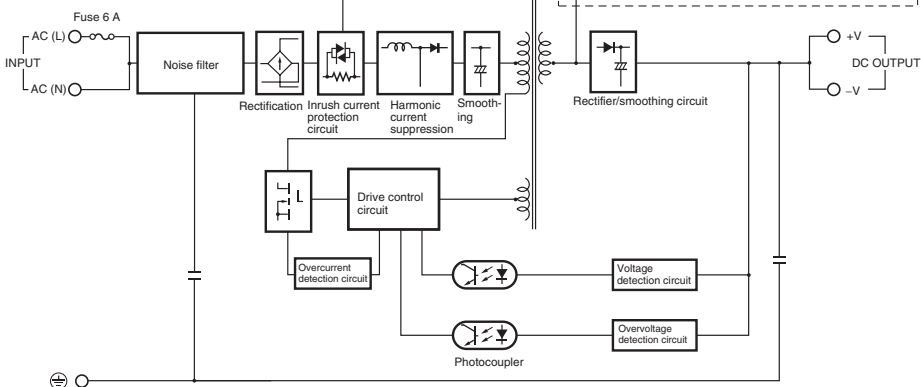 Fuse 6 A
AC (L)
INPUT
AC (N)
Noise filter
Rectification
Inrush current
protection
circuit
Harmonic
current
suppression
Smooth-
ing
Rectifier/smoothing circuit
+V
DC OUTPUT
−V
Drive control
circuit
Overcurrent
detection circuit
Voltage
detection circuit
Overvoltage
detection circuit
Photocoupler